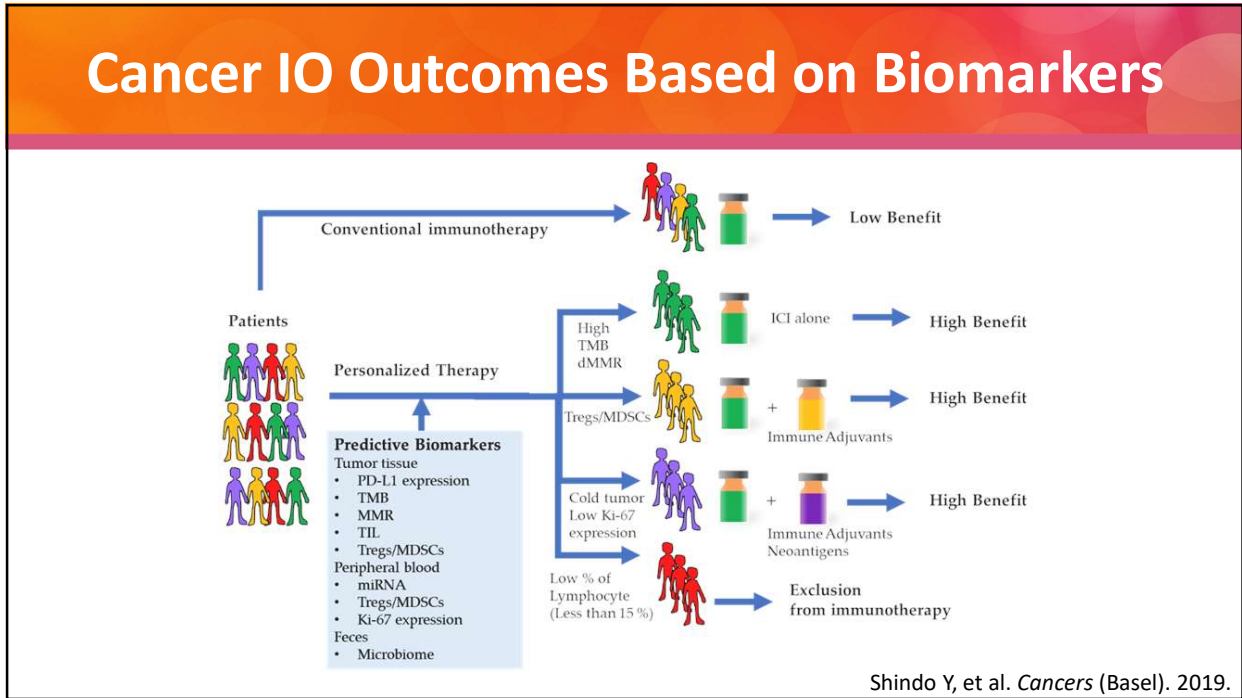 Cancer IO Outcomes Based on Biomarkers
Conventional immunotherapy
Low Benefit
Patients
Personalized Therapy
High
TMB
dMMR
ICI alone
High Benefit
Tregs/MDSCs
+
Immune Adjuvants
High Benefit
Predictive Biomarkers
Tumor tissue
• PD-L1 expression
• TMB
• MMR
• TIL
• Tregs/MDSCs
Peripheral blood
• miRNA
• Tregs/MDSCs
• Ki-67 expression
Feces
• Microbiome
Cold tumor
Low Ki-67
expression
+
Immune Adjuvants
Neoantigens
High Benefit
Low % of
Lymphocyte
(Less than 15 %)
Exclusion
from immunotherapy
Shindo Y, et al. Cancers (Basel). 2019.